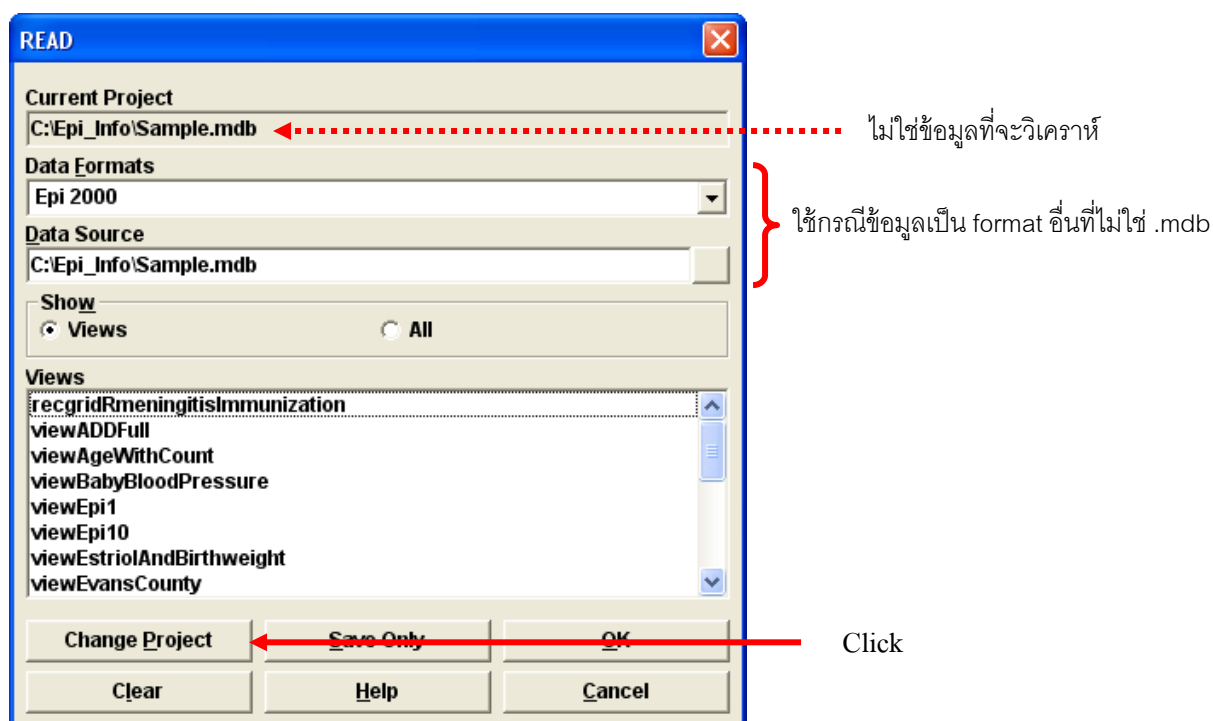 READ
Current Project
C:\Epi_Info\Sample.mdb
ไม่ใช่ข้อมูลที่จะวิเคราห์
Data Formats
Epi 2000
ใช้กรณีข้อมูลเป็น format อื่นที่ไม่ใช่ .mdb
Data Source
C:\Epi_Info\Sample.mdb
Show
Views All
Views
recgridRmeningitisImmunization
viewADDFull
viewAgeWithCount
viewBabyBloodPressure
viewEpi1
viewEpi10
viewEstriolAndBirthweight
viewEvansCounty
Change Project Save Only OK Click
Clear Help Cancel